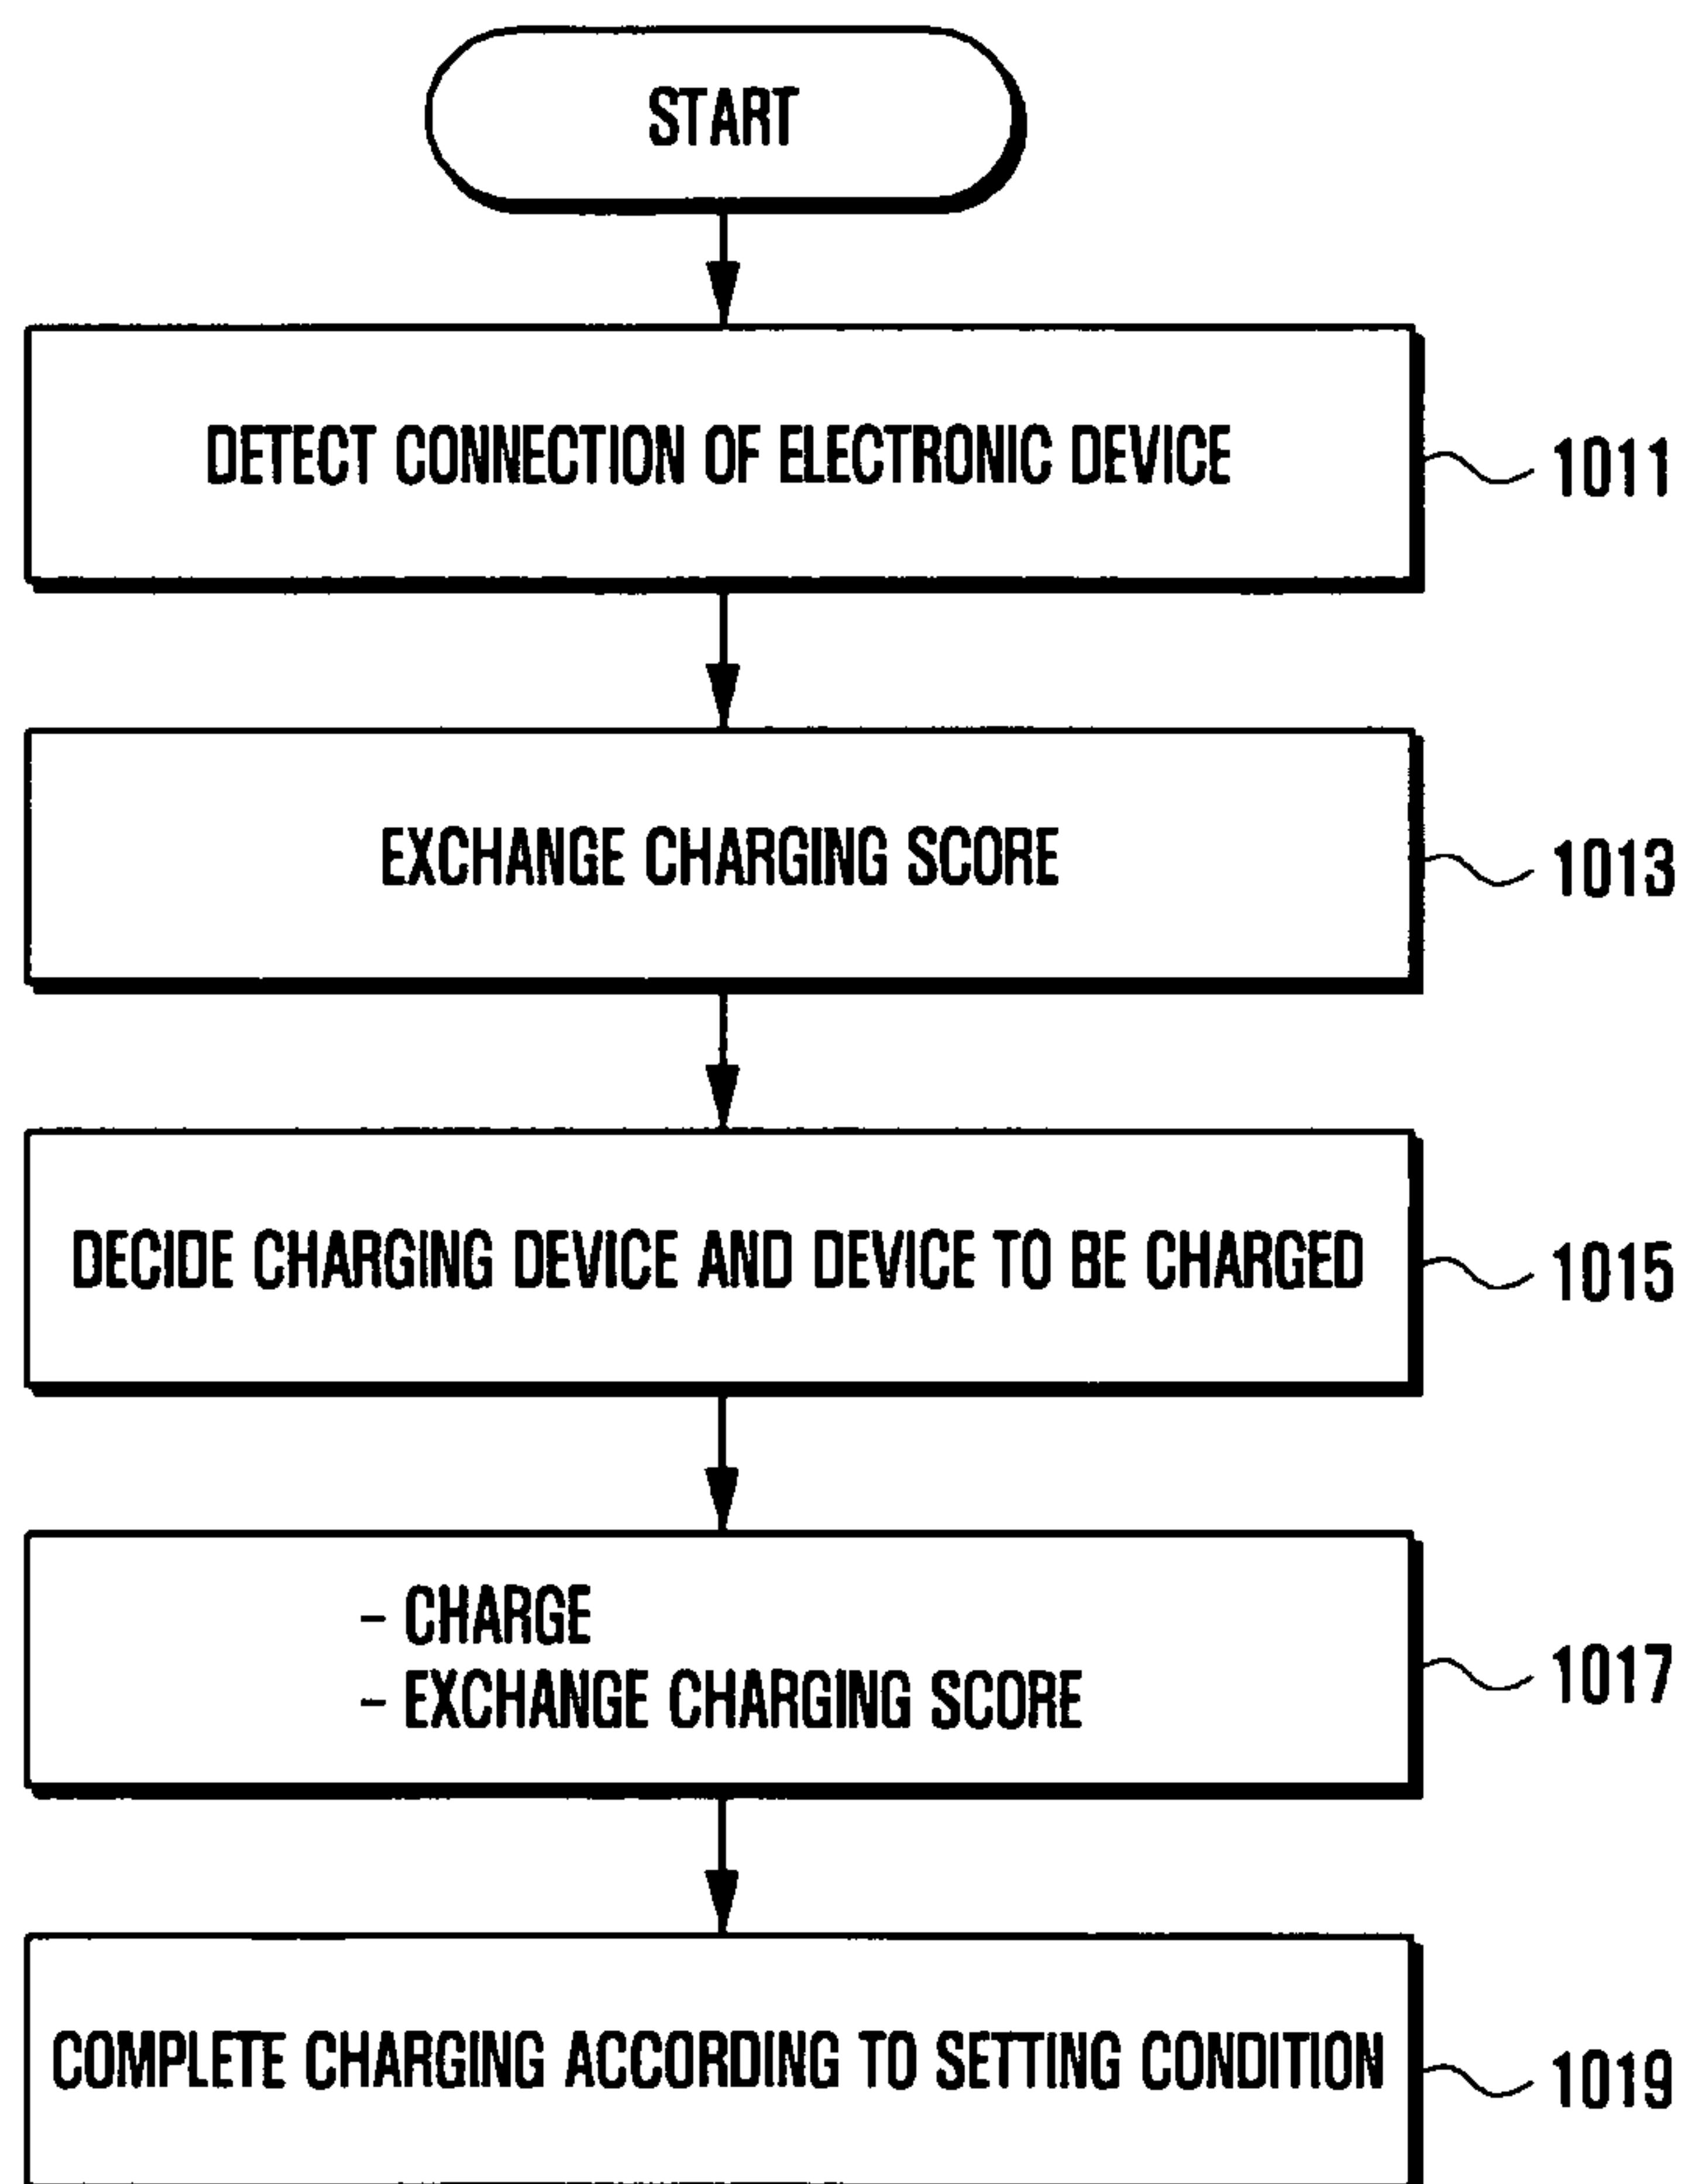 START
DETECT CONNECTION OF ELECTRONIC DEVICE
1011
EXCHANGE CHARGING SCORE
1013
DECIDE CHARGING DEVICE AND DEVICE TO BE CHARGED
1015
- CHARGE
- EXCHANGE CHARGING SCORE
1017
COMPLETE CHARGING ACCORDING TO SETTING CONDITION
1019